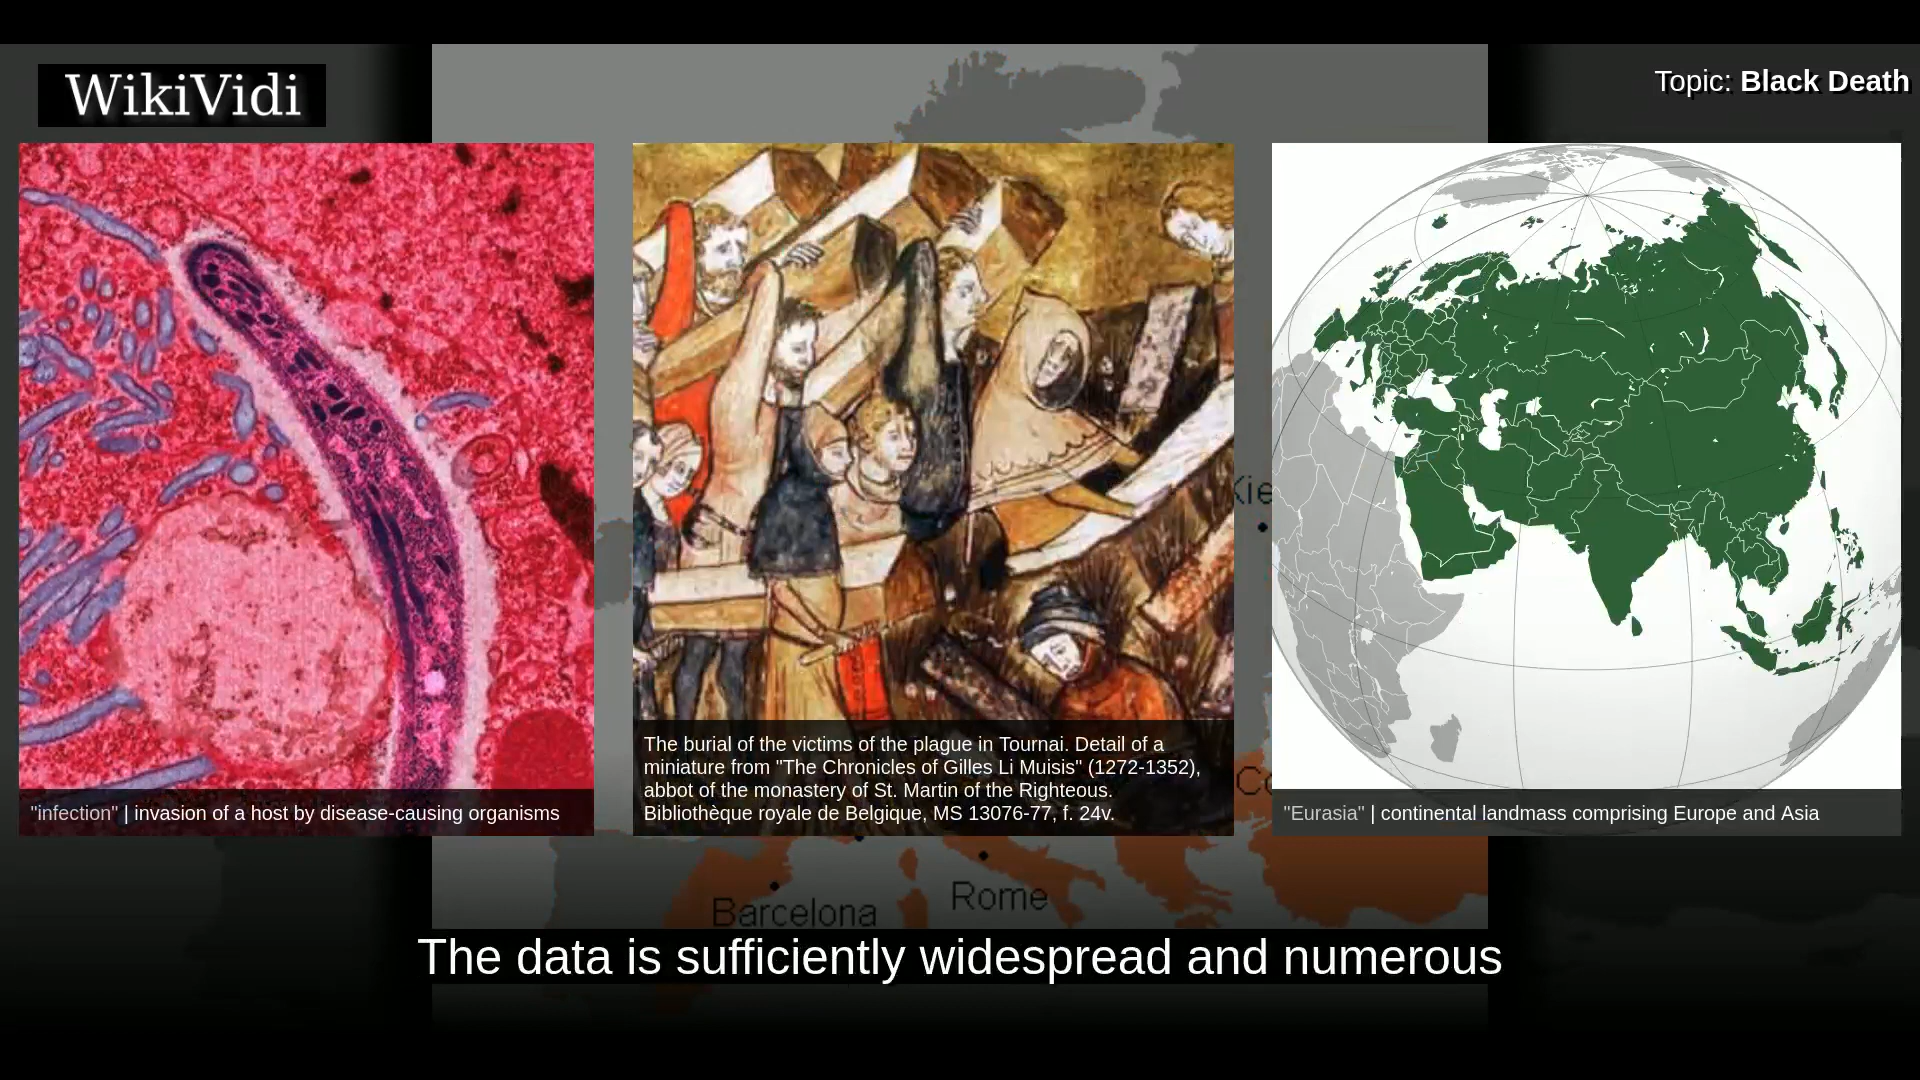 WikiVidi
Topic: Black Death
"infection" | invasion of a host by disease-causing organisms
The burial of the victims of the plague in Tournai. Detail of a
miniature from "The Chronicles of Gilles Li Muisis" (1272-1352),
abbot of the monastery of St. Martin of the Righteous.
Bibliothèque royale de Belgique, MS 13076-77, f. 24v.
"Eurasia" | continental landmass comprising Europe and Asia
Barcelona
Rome
The data is sufficiently widespread and numerous